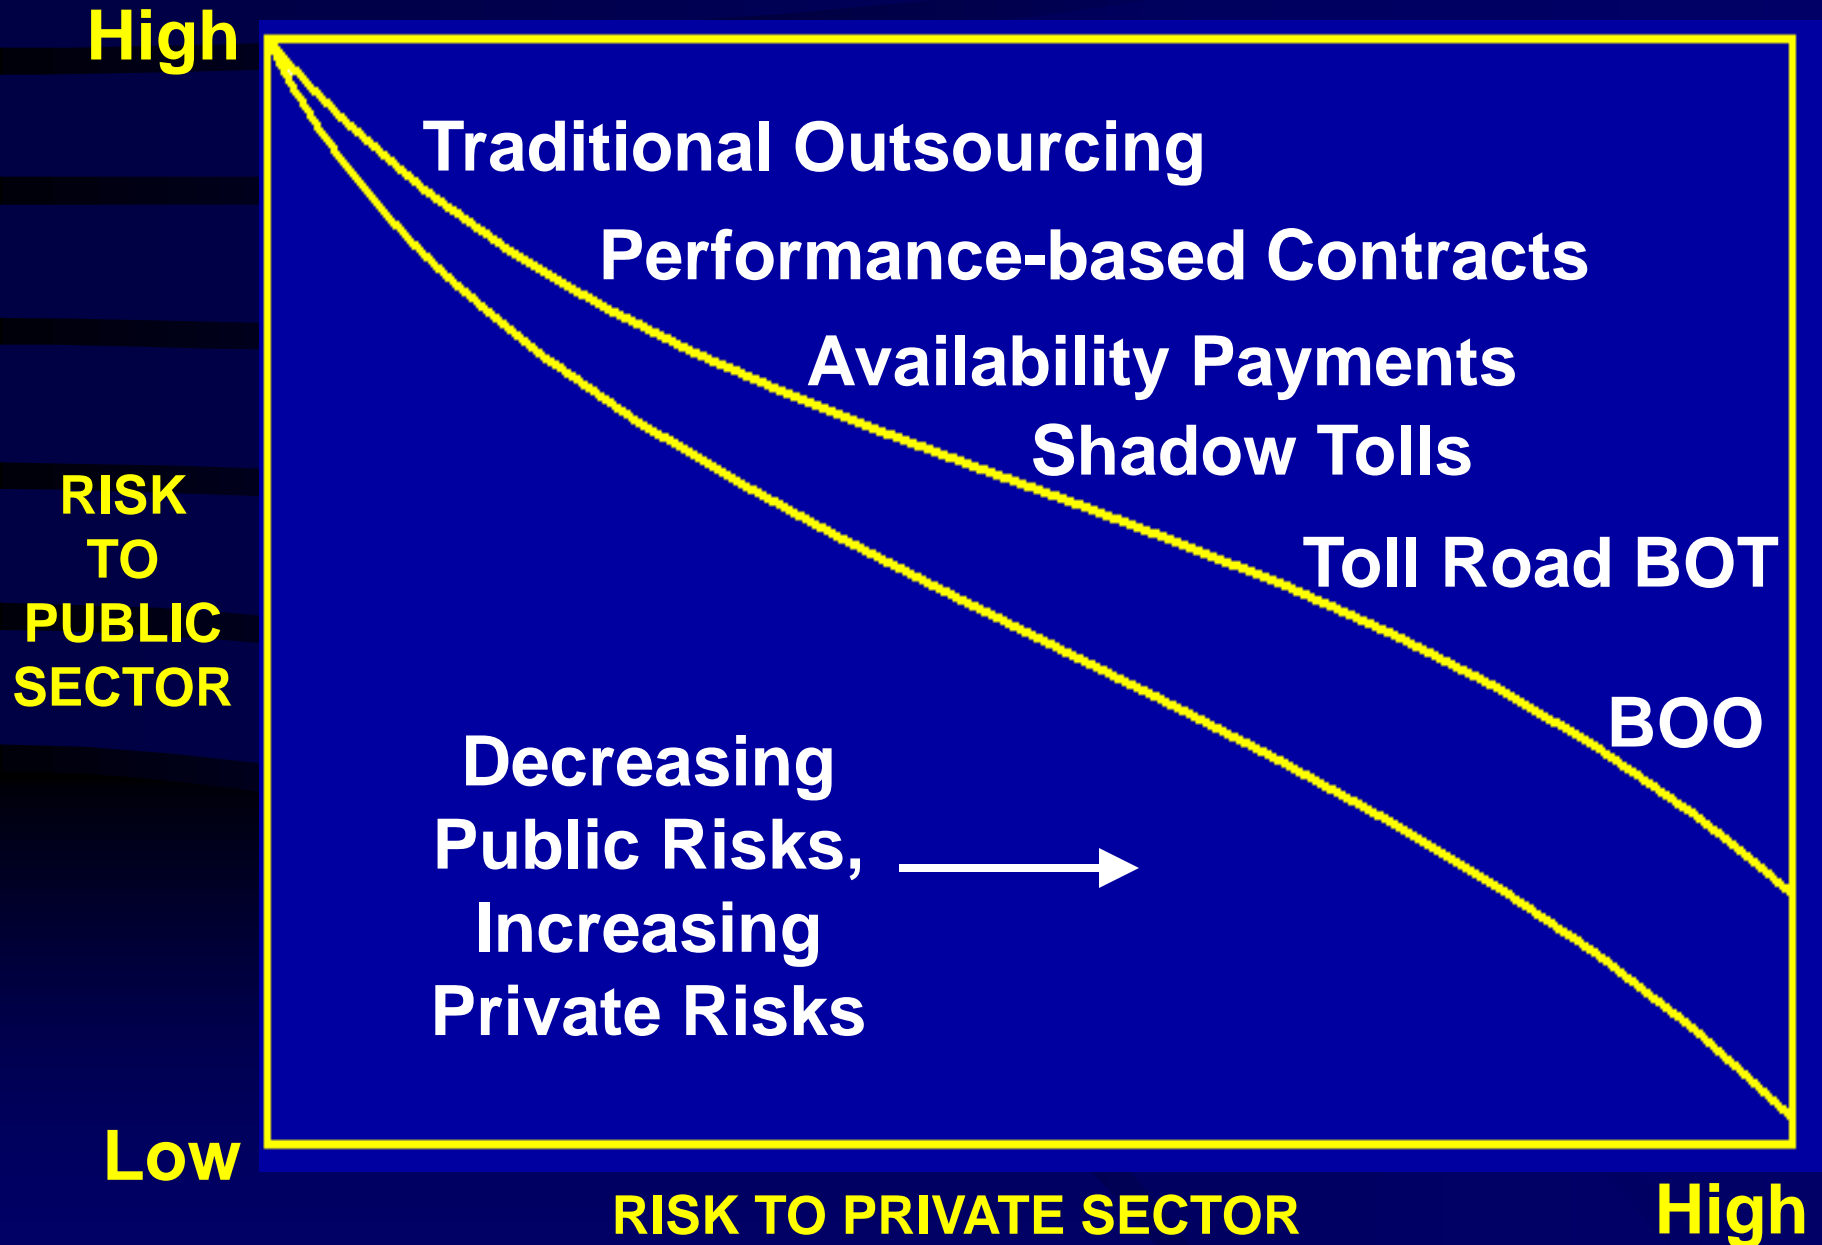 High
Traditional Outsourcing
Performance-based Contracts
Availability Payments
Shadow Tolls
RISK
TO
PUBLIC
SECTOR
Toll Road BOT
BOO
Decreasing
Public Risks,
Increasing
Private Risks
Low
RISK TO PRIVATE SECTOR
High